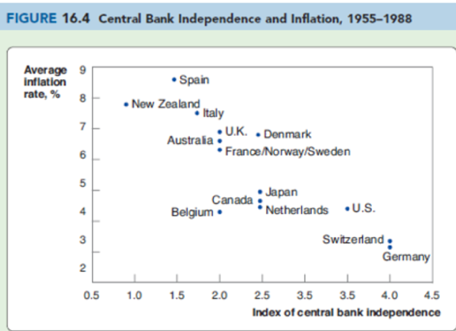 FIGURE 16.4 Central Bank Independence and Inflation, 1955–1988
Average
inflation
rate, %
9
8
7
6
5
4
3
2
Spain
New Zealand
Italy
U.K.
Denmark
Australia
France/Norway/Sweden
Japan
Canada
Netherlands
U.S.
Belgium
Switzerland
Germany
0.5 1.0 1.5 2.0 2.5 3.0 3.5 4.0 4.5
Index of central bank independence